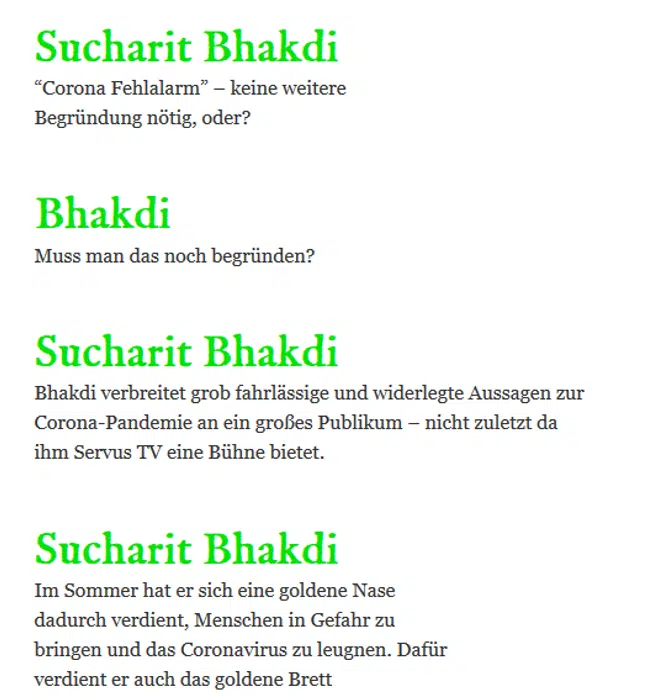 Sucharit Bhakdi
“Corona Fehlalarm” – keine weitere
Begründung nötig, oder?
Bhakdi
Muss man das noch begründen?
Sucharit Bhakdi
Bhakdi verbreitet grob fahrlässige und widerlegte Aussagen zur
Corona-Pandemie an ein großes Publikum – nicht zuletzt da
ihm Servus TV eine Bühne bietet.
Sucharit Bhakdi
Im Sommer hat er sich eine goldene Nase
dadurch verdient, Menschen in Gefahr zu
bringen und das Coronavirus zu leugnen. Dafür
verdient er auch das goldene Brett